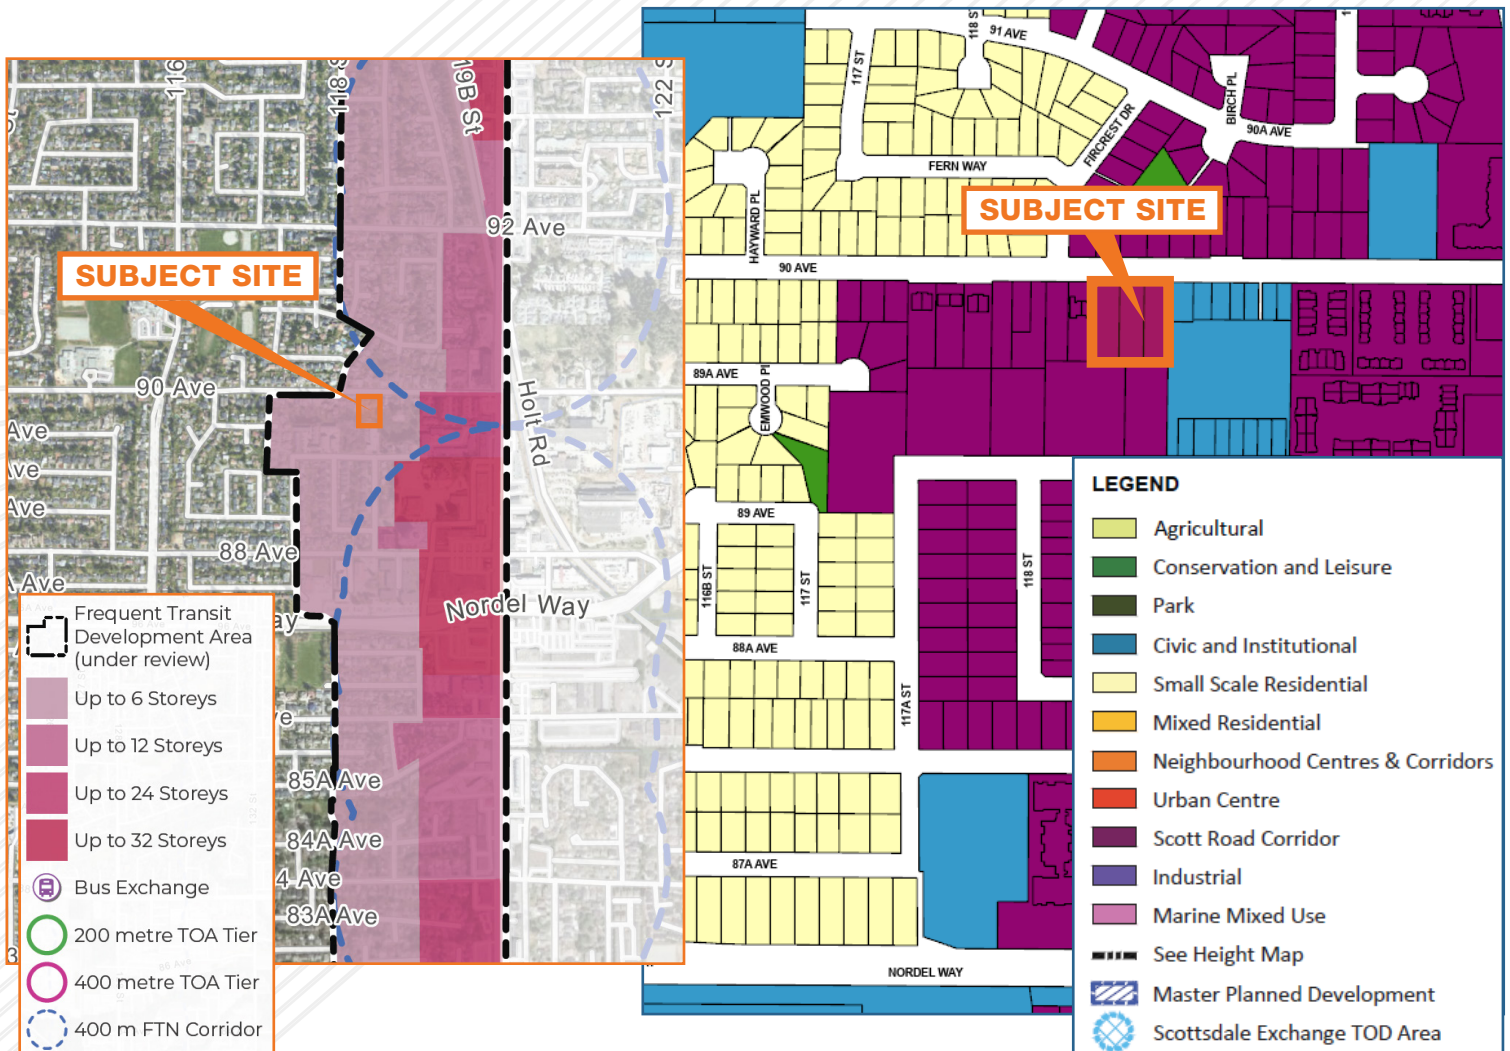 116
118 S
19B St
122 S
92 Ave
SUBJECT SITE
90 Ave
Holt Rd
Ave
Ave
Ave
88 Ave
Ave
Nordel Way
ay
ve
85A Ave
84A Ave
4 Ave
83A Ave
3
Frequent Transit
Development Area
(under review)
Up to 6 Storeys
Up to 12 Storeys
Up to 24 Storeys
Up to 32 Storeys
Bus Exchange
200 metre TOA Tier
400 metre TOA Tier
400 m FTN Corridor
118 S
91 AVE
117 ST
BIRCH PL
90A AVE
FIRCREST DR
FERN WAY
SUBJECT SITE
HAYWARD PL
90 AVE
89A AVE
EMWOOD Pl
89 AVE
116B ST
117 ST
118 ST
88A AVE
117A ST
87A AVE
NORDEL WAY
LEGEND
Agricultural
Conservation and Leisure
Park
Civic and Institutional
Small Scale Residential
Mixed Residential
Neighbourhood Centres & Corridors
Urban Centre
Scott Road Corridor
Industrial
Marine Mixed Use
See Height Map
Master Planned Development
Scottsdale Exchange TOD Area